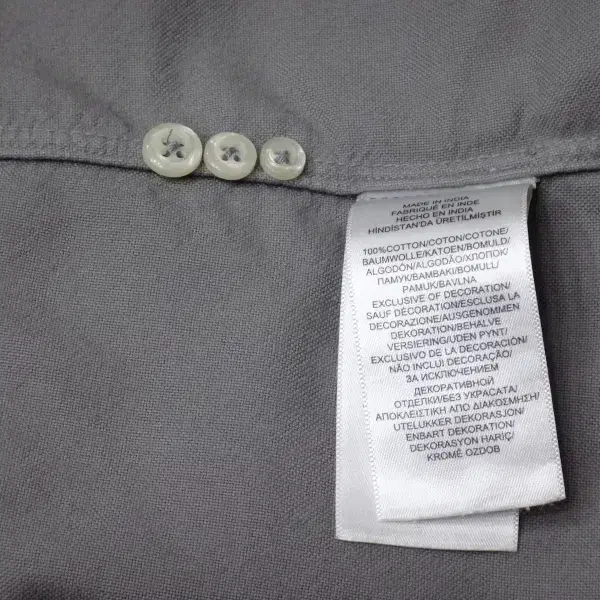 MADE IN INDIA
FABRIQUÉ EN INDE
HECHO EN INDIA
HİNDİSTAN'DA ÜRETİLMİŞTİR
100%COTTON/COTON/COTONE/
BAUMWOLLE/KATOEN/BOMULD/
ALGODÓN/ALGODÃO/ХЛОПОК/
ПАМУК/ΒΑΜΒΑΚΙ/BOMULL/
PAMUK/BAVLNA
EXCLUSIVE OF DECORATION/
SAUF DÉCORATION/ESCLUSA LA
DECORAZIONE/AUSGENOMMEN
DEKORATION/BEHALVE
VERSIERING/UDEN PYNT/
EXCLUSIVO DE LA DECORACIÓN/
NÃO INCLUI DECORAÇÃO/
ЗА ИСКЛЮЧЕНИЕМ
ДЕКОРАТИВНОЙ
ОТДЕЛКИ/БЕЗ УКРАСАТА/
ΑΠΟΚΛΕΙΣΤΙΚΗ ΑΠΟ ΔΙΑΚΟΣΜΗΣΗ/
UTELUKKER DEKORASJON/
ENBART DEKORATION/
DEKORASYON HARİÇ/
KROMĚ OZDOB